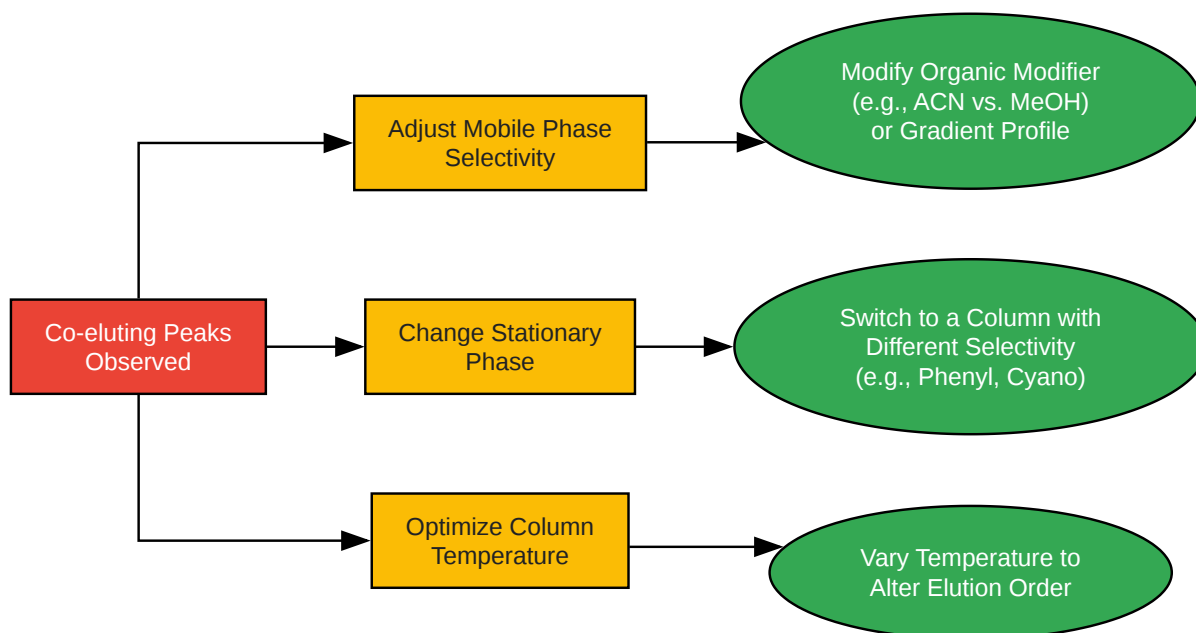 Co-eluting Peaks
Observed
Adjust Mobile Phase
Selectivity
Modify Organic Modifier
(e.g., ACN vs. MeOH)
or Gradient Profile
Change Stationary
Phase
Switch to a Column with
Different Selectivity
(e.g., Phenyl, Cyano)
Optimize Column
Temperature
Vary Temperature to
Alter Elution Order